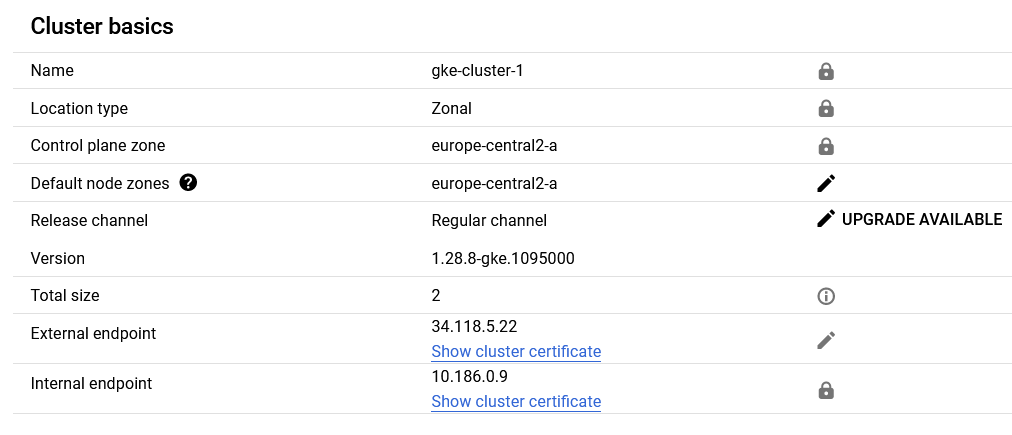 Cluster basics
Name gke-cluster-1
Location type Zonal
Control plane zone europe-central2-a
Default node zones ? europe-central2-a
Release channel Regular channel UPGRADE AVAILABLE
Version 1.28.8-gke.1095000
Total size 2
External endpoint 34.118.5.22
Show cluster certificate
Internal endpoint 10.186.0.9
Show cluster certificate